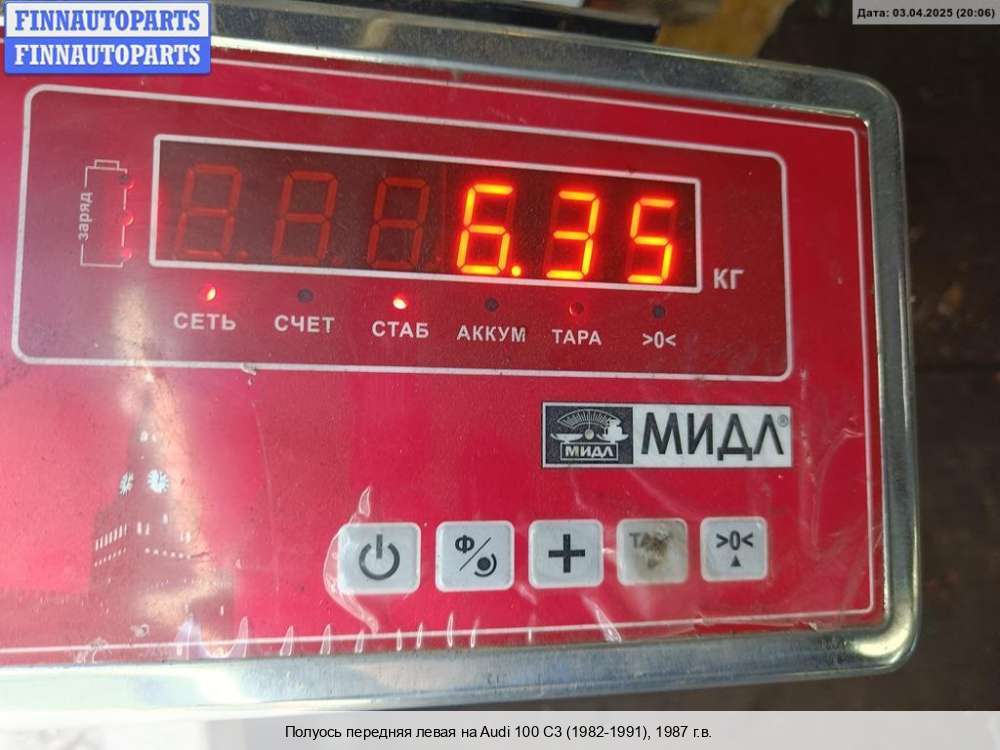 FINNAUTOPARTS
FINNAUTOPARTS
Дата: 03.04.2025 (20:06)
заряд
6.35
КГ
СЕТЬ СЧЕТ СТАБ АККУМ ТАРА >0<
МИДЛ МИДЛ®
Ф
>0<
Полуось передняя левая на Audi 100 C3 (1982-1991), 1987 г.в.